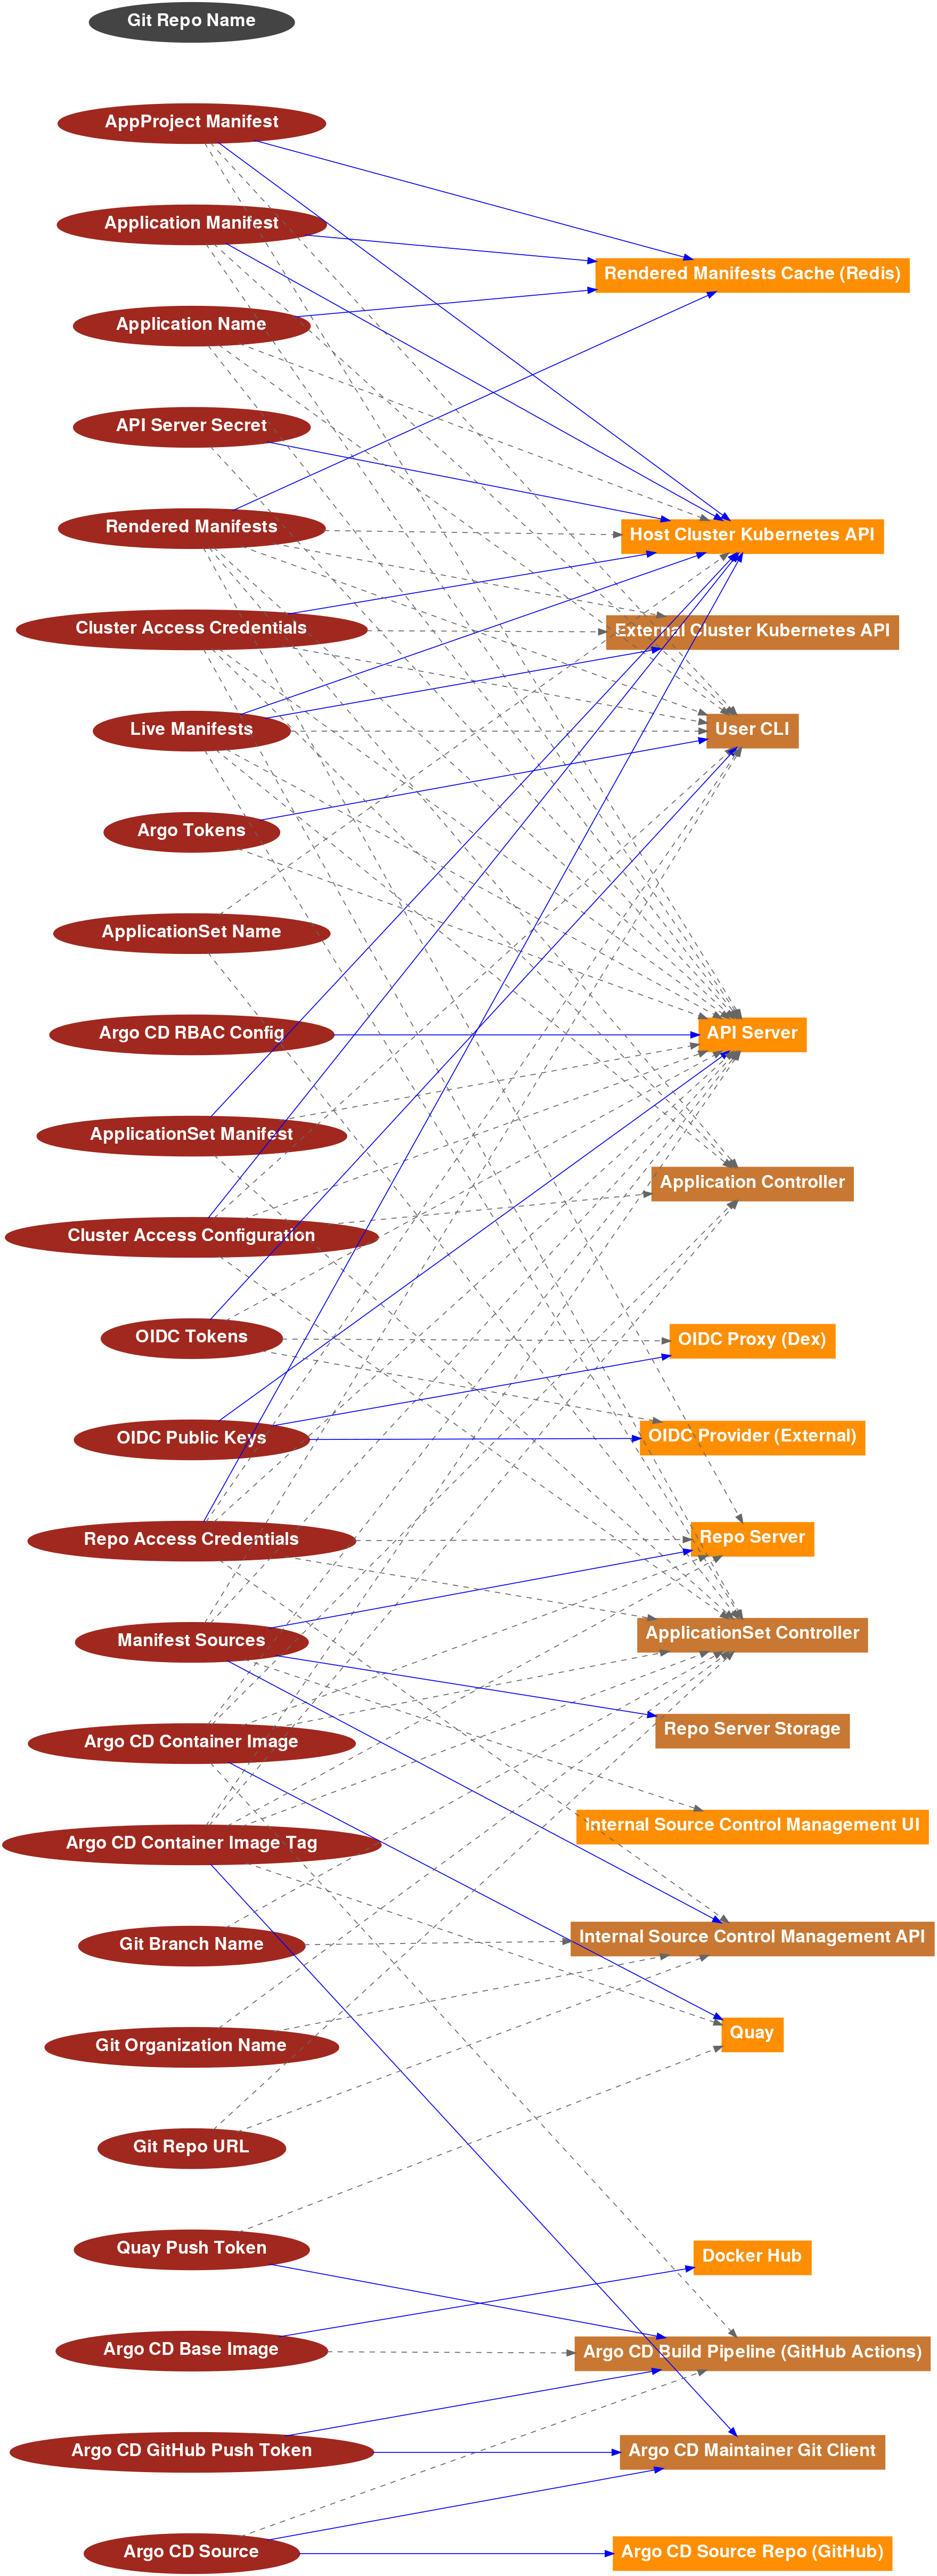 Git Repo Name
AppProject Manifest
Application Manifest
Rendered Manifests Cache (Redis)
Application Name
API Server Secret
Rendered Manifests
Host Cluster Kubernetes API
Cluster Access Credentials
External Cluster Kubernetes API
Live Manifests
User CLI
Argo Tokens
ApplicationSet Name
Argo CD RBAC Config
API Server
ApplicationSet Manifest
Application Controller
Cluster Access Configuration
OIDC Tokens
OIDC Proxy (Dex)
OIDC Public Keys
OIDC Provider (External)
Repo Access Credentials
Repo Server
Manifest Sources
ApplicationSet Controller
Repo Server Storage
Argo CD Container Image
Internal Source Control Management UI
Argo CD Container Image Tag
Git Branch Name
Internal Source Control Management API
Quay
Git Organization Name
Git Repo URL
Quay Push Token
Docker Hub
Argo CD Base Image
Argo CD Build Pipeline (GitHub Actions)
Argo CD GitHub Push Token
Argo CD Maintainer Git Client
Argo CD Source
Argo CD Source Repo (GitHub)